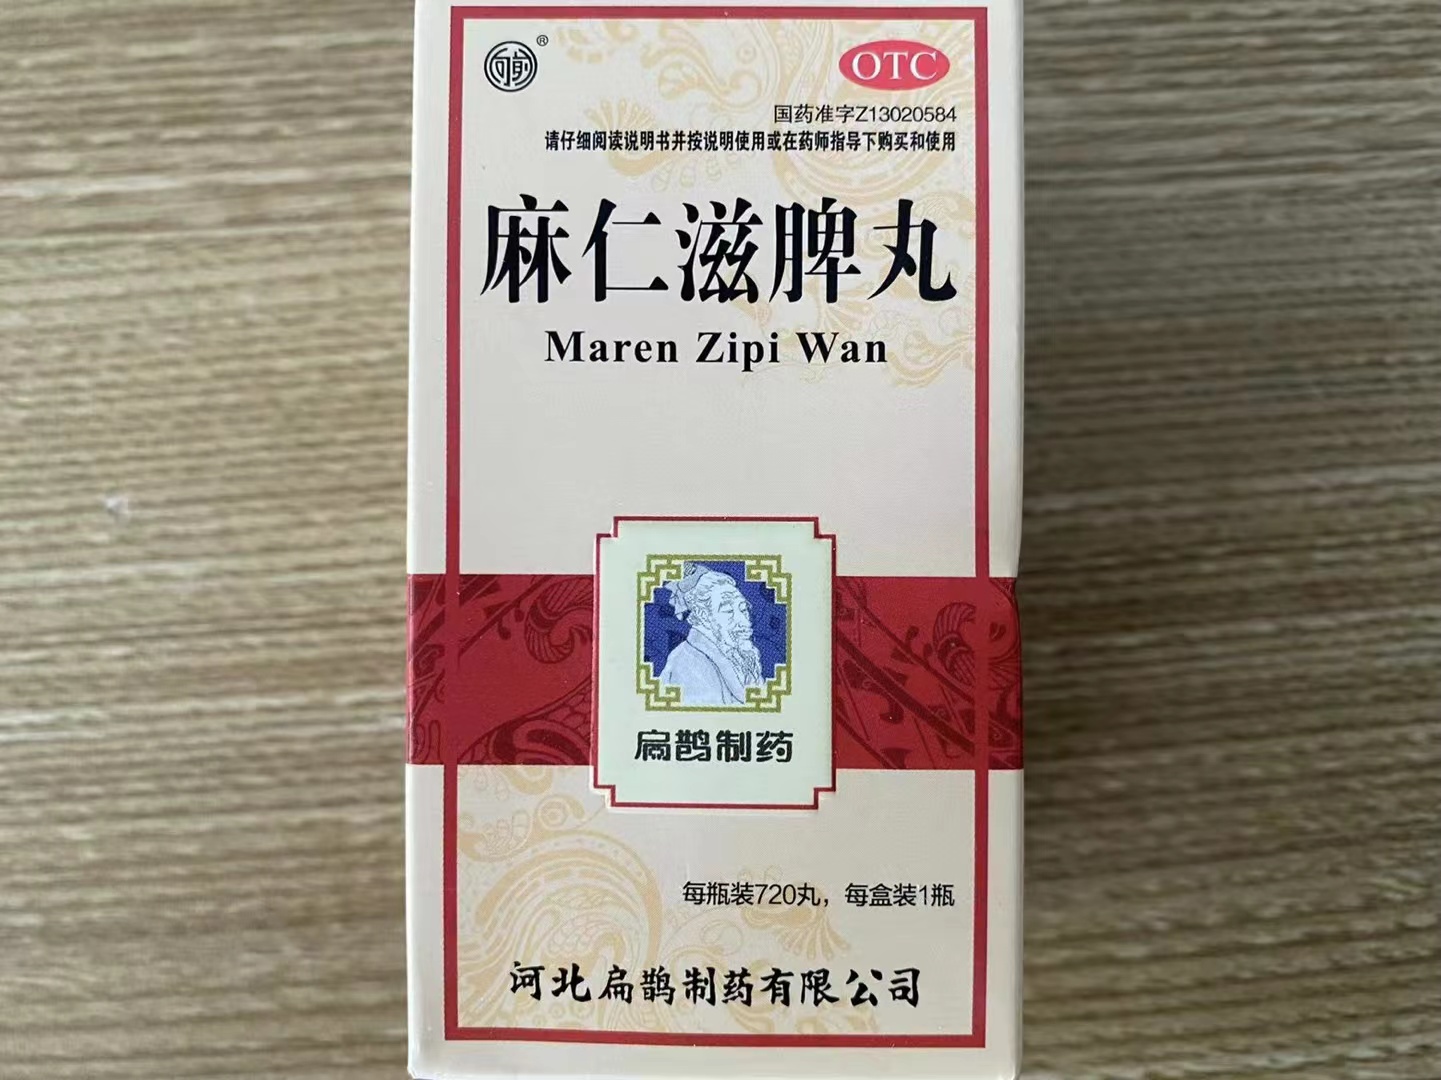 ®
OTC
国药准字Z13020584
请仔细阅读说明书并按说明使用或在药师指导下购买和使用
麻仁滋脾丸
Maren Zipi Wan
扁鹊制药
每瓶装720丸，每盒装1瓶
河北扁鹊制药有限公司